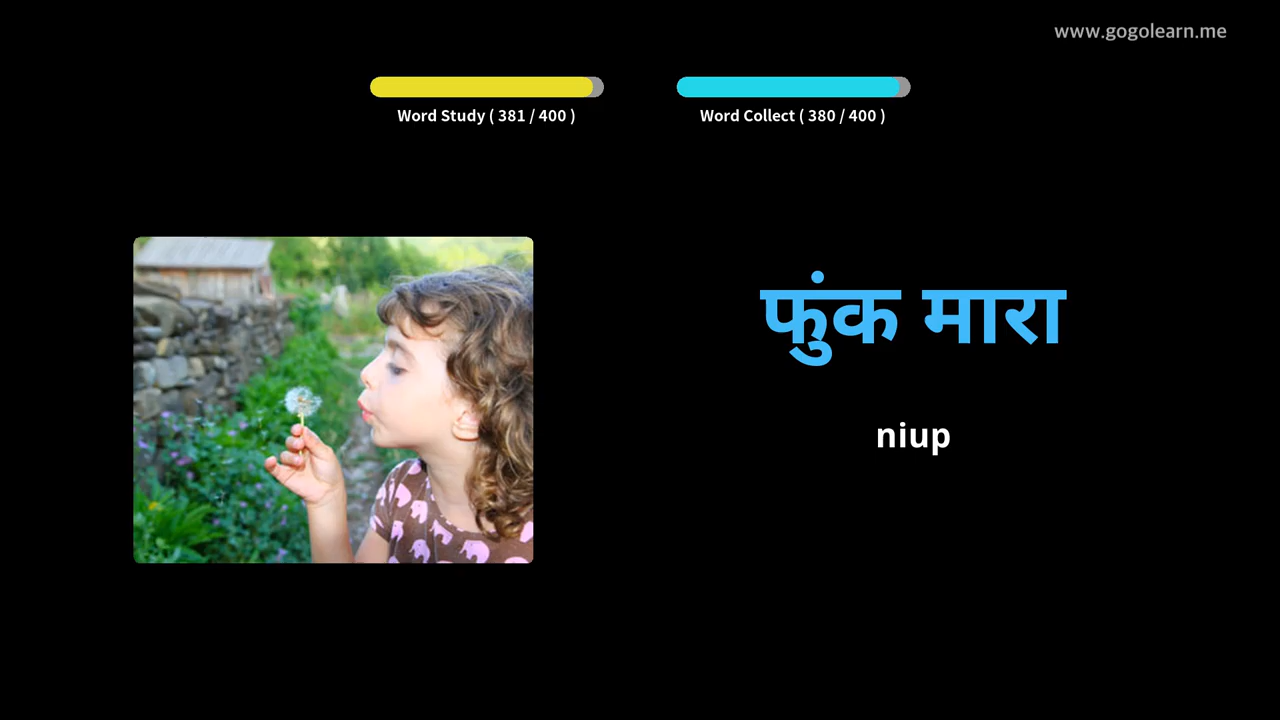 www.gogolearn.me
Word Study ( 381 / 400 )
Word Collect ( 380 / 400 )
फुंक मारा
niup